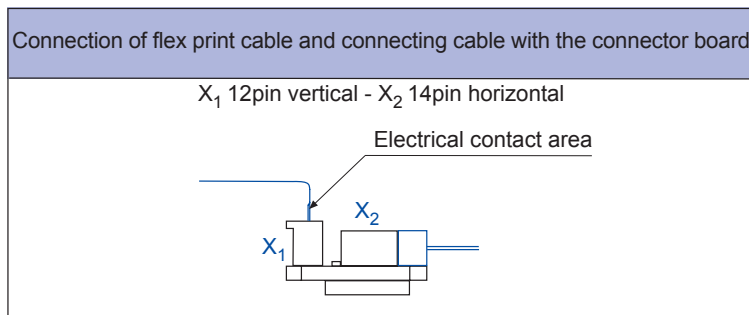 Connection of flex print cable and connecting cable with the connector board
X₁ 12pin vertical - X₂ 14pin horizontal
Electrical contact area
X₂
X₁